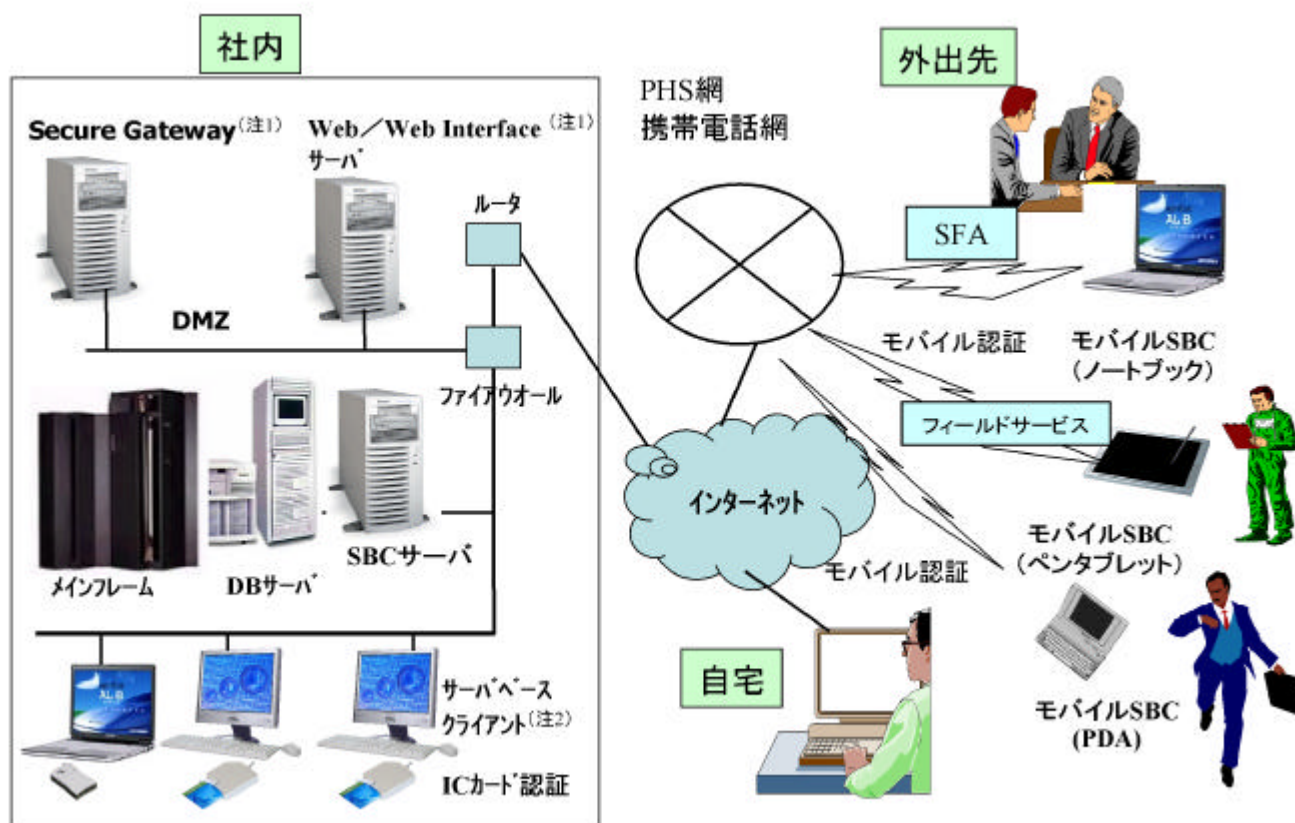 社内
Secure Gateway(注1)
Web/Web Interface(注1)
サーバ
ルータ
DMZ
ファイアウオール
メインフレーム
DBサーバ
SBCサーバ
サーバベース
クライアント(注2)
ICカード認証
PHS網
携帯電話網
インターネット
自宅
外出先
SFA
モバイル認証
モバイルSBC
(ノートブック)
フィールドサービス
モバイルSBC
(ペンタブレット)
モバイル認証
モバイルSBC
(PDA)